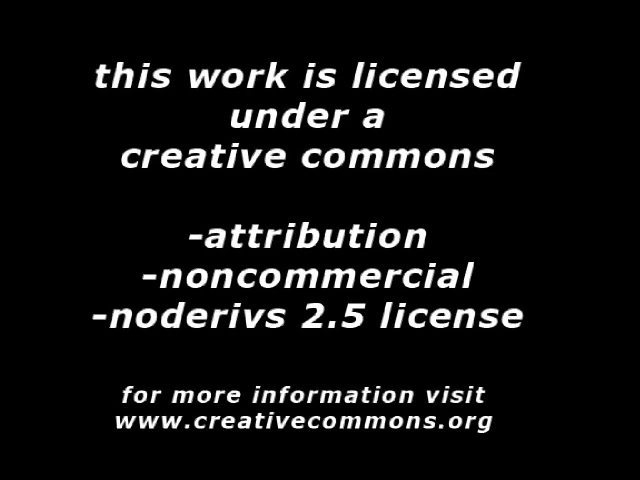 this work is licensed
under a
creative commons
-attribution
-noncommercial
-noderivs 2.5 license
for more information visit
www.creativecommons.org